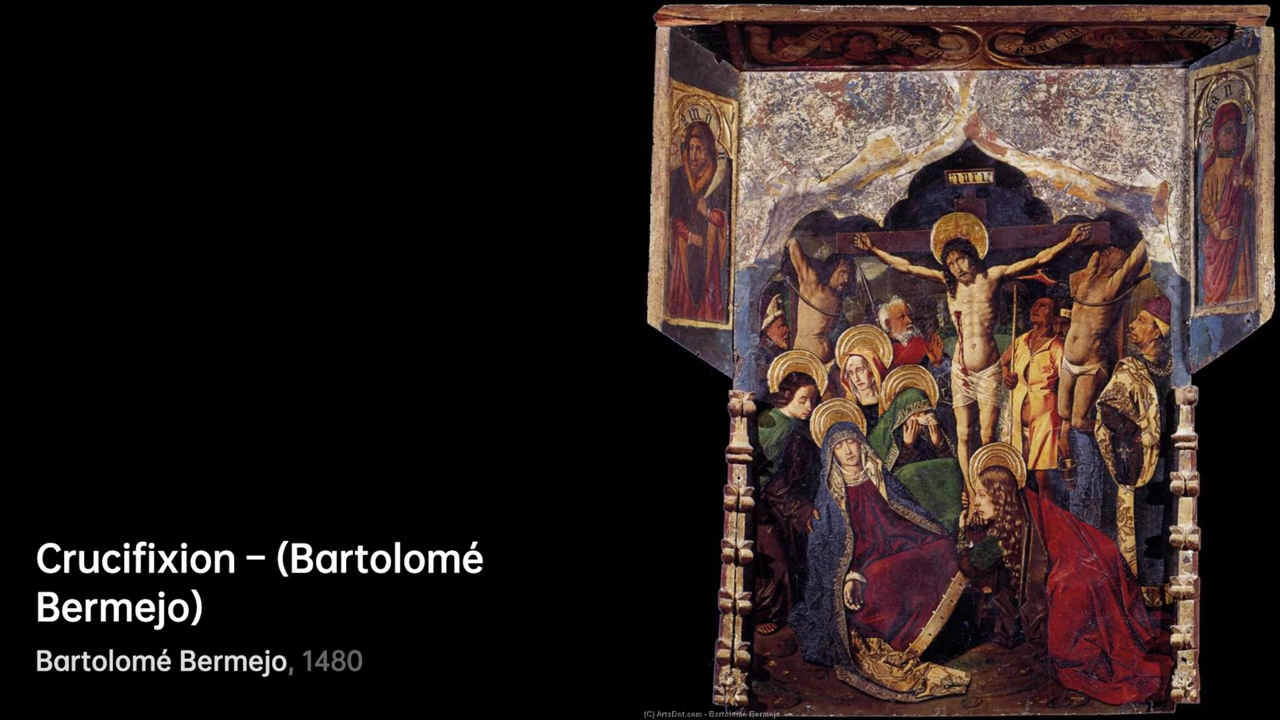 Crucifixion – (Bartolomé
Bermejo)
Bartolomé Bermejo, 1480
(C) ArtsDot.com - Bartolomé Bermejo